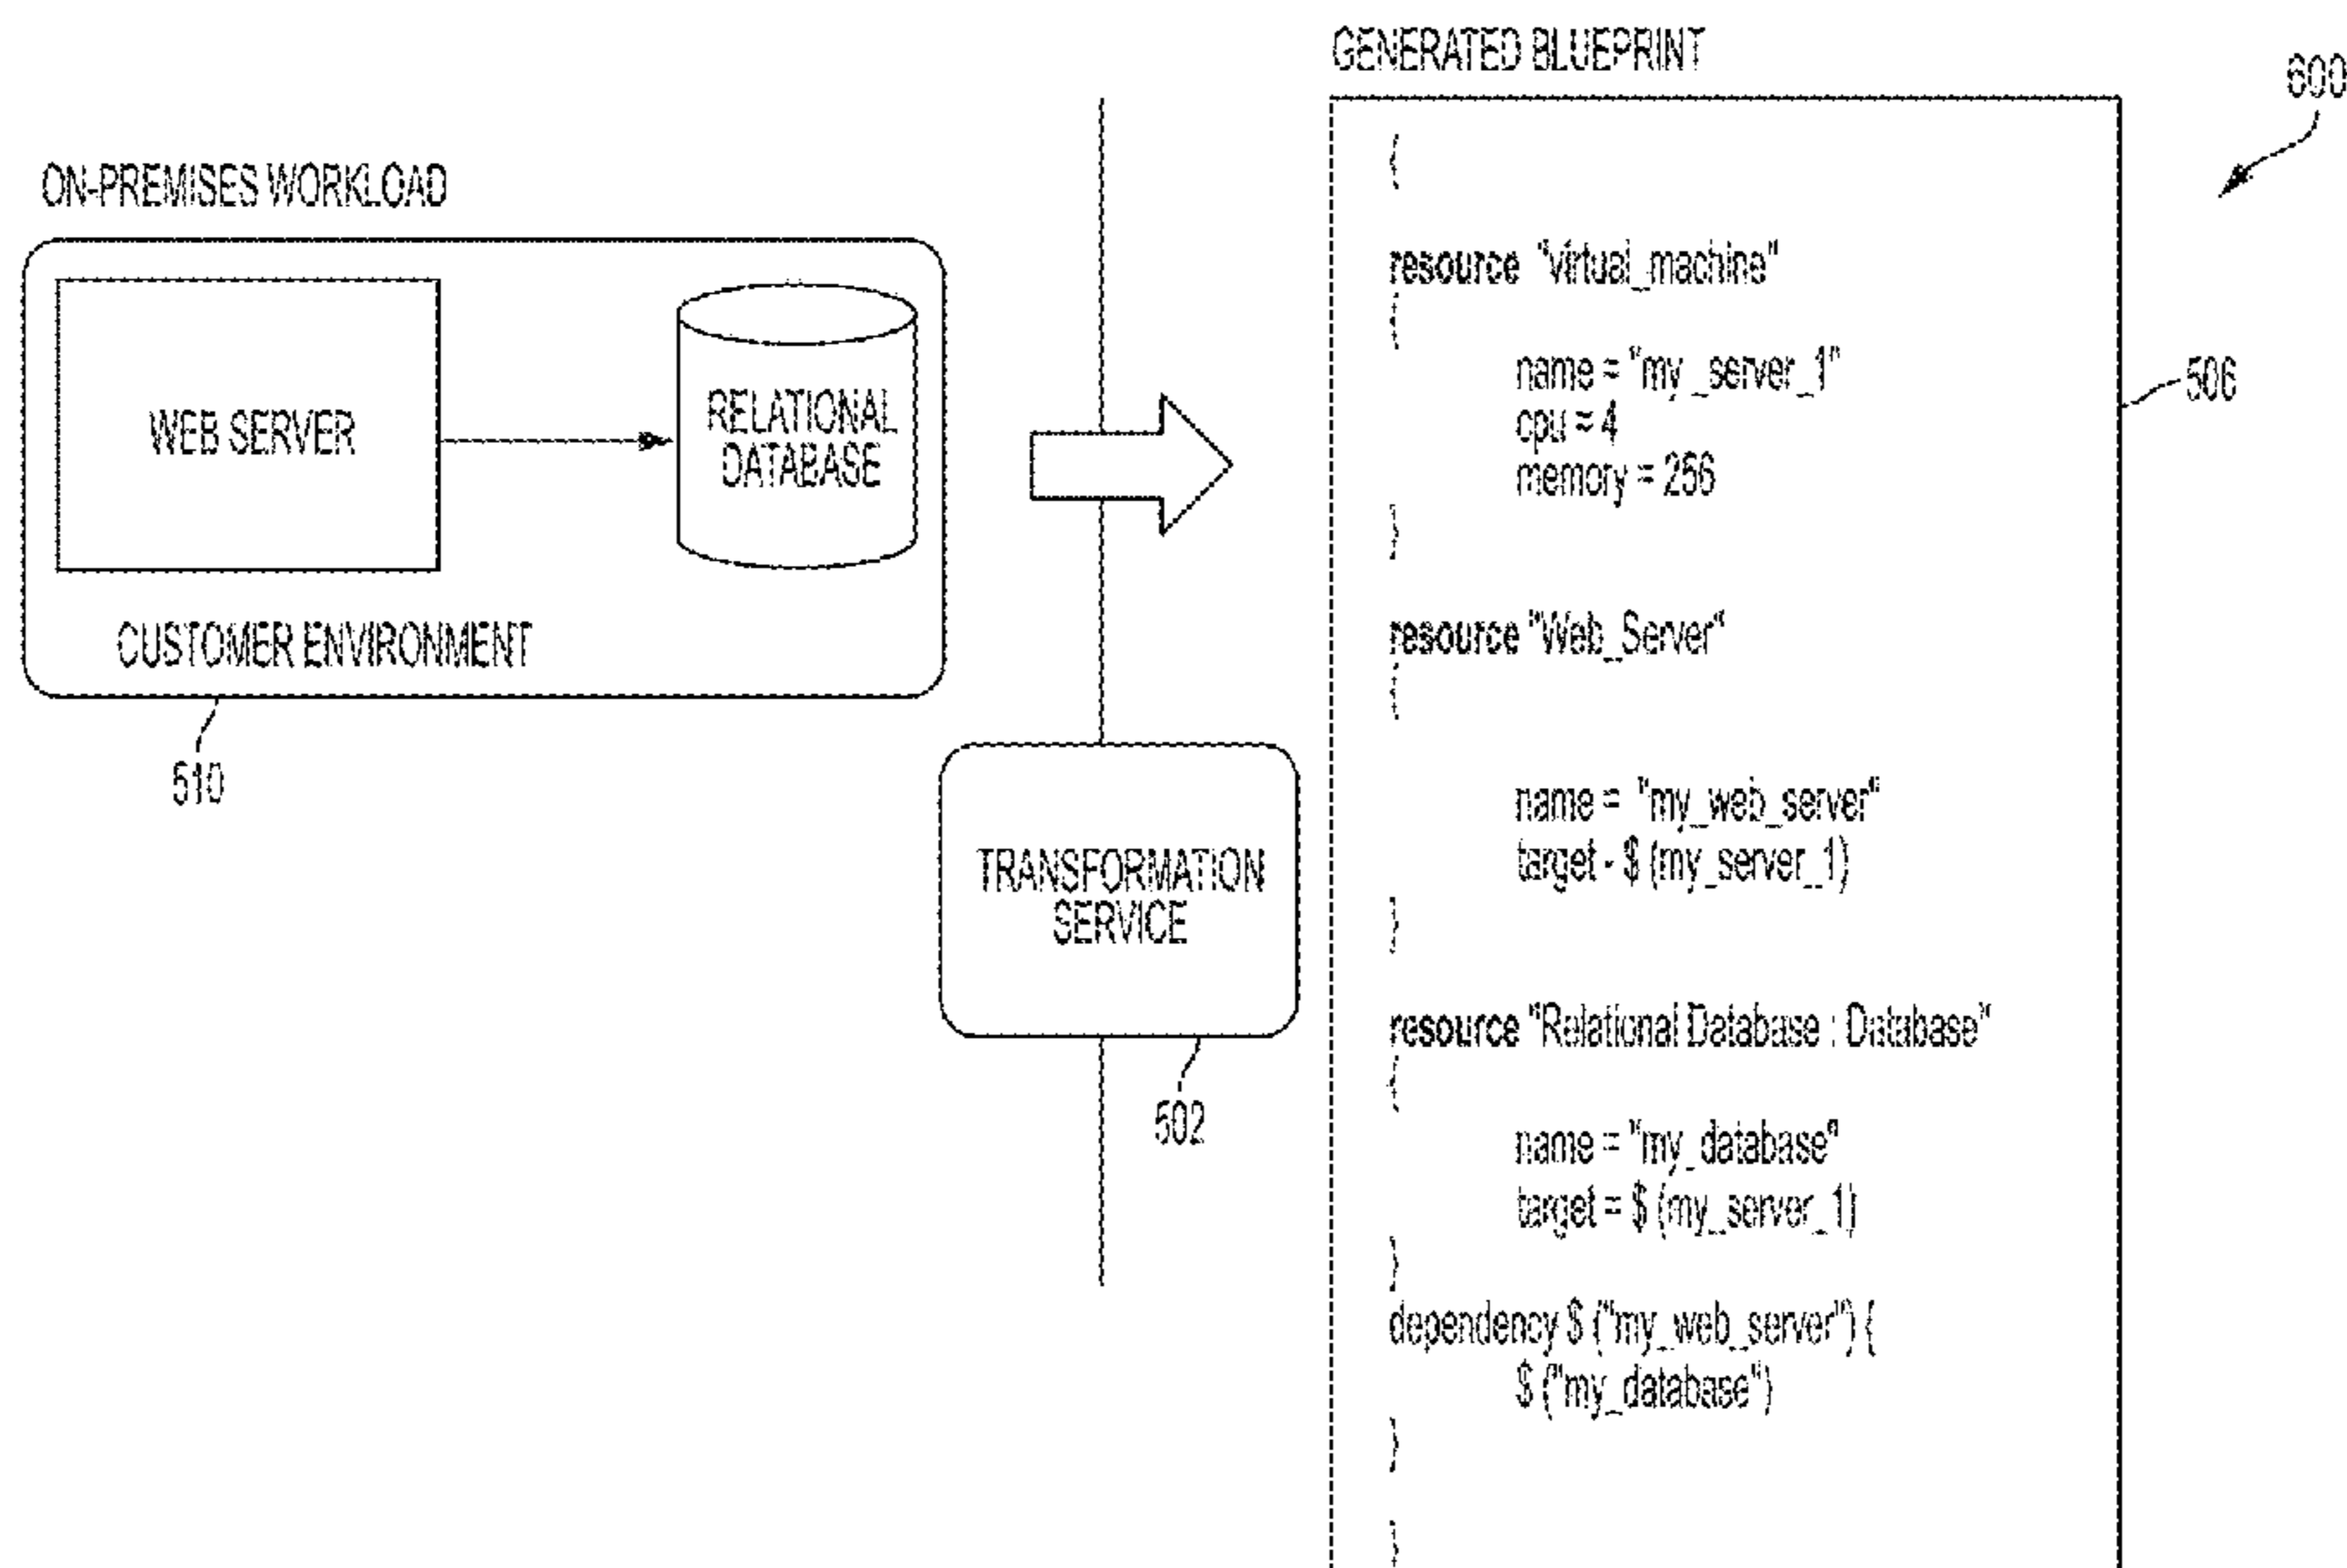 GENERATED BLUEPRINT
600
ON-PREMISES WORKLOAD
WEB SERVER
RELATIONAL
DATABASE
CUSTOMER ENVIRONMENT
510
TRANSFORMATION
SERVICE
502
{
resource "virtual_machine"
{
name = "my_server_1"
cpu = 4
memory = 256
}
resource "Web_Server"
{
name = "my_web_server"
target - $ (my_server_1)
}
resource "Relational Database : Database"
{
name = "my_database"
target = $ (my_server_1)
}
dependency $ ("my_web_server") {
$ ("my_database")
}
}
506